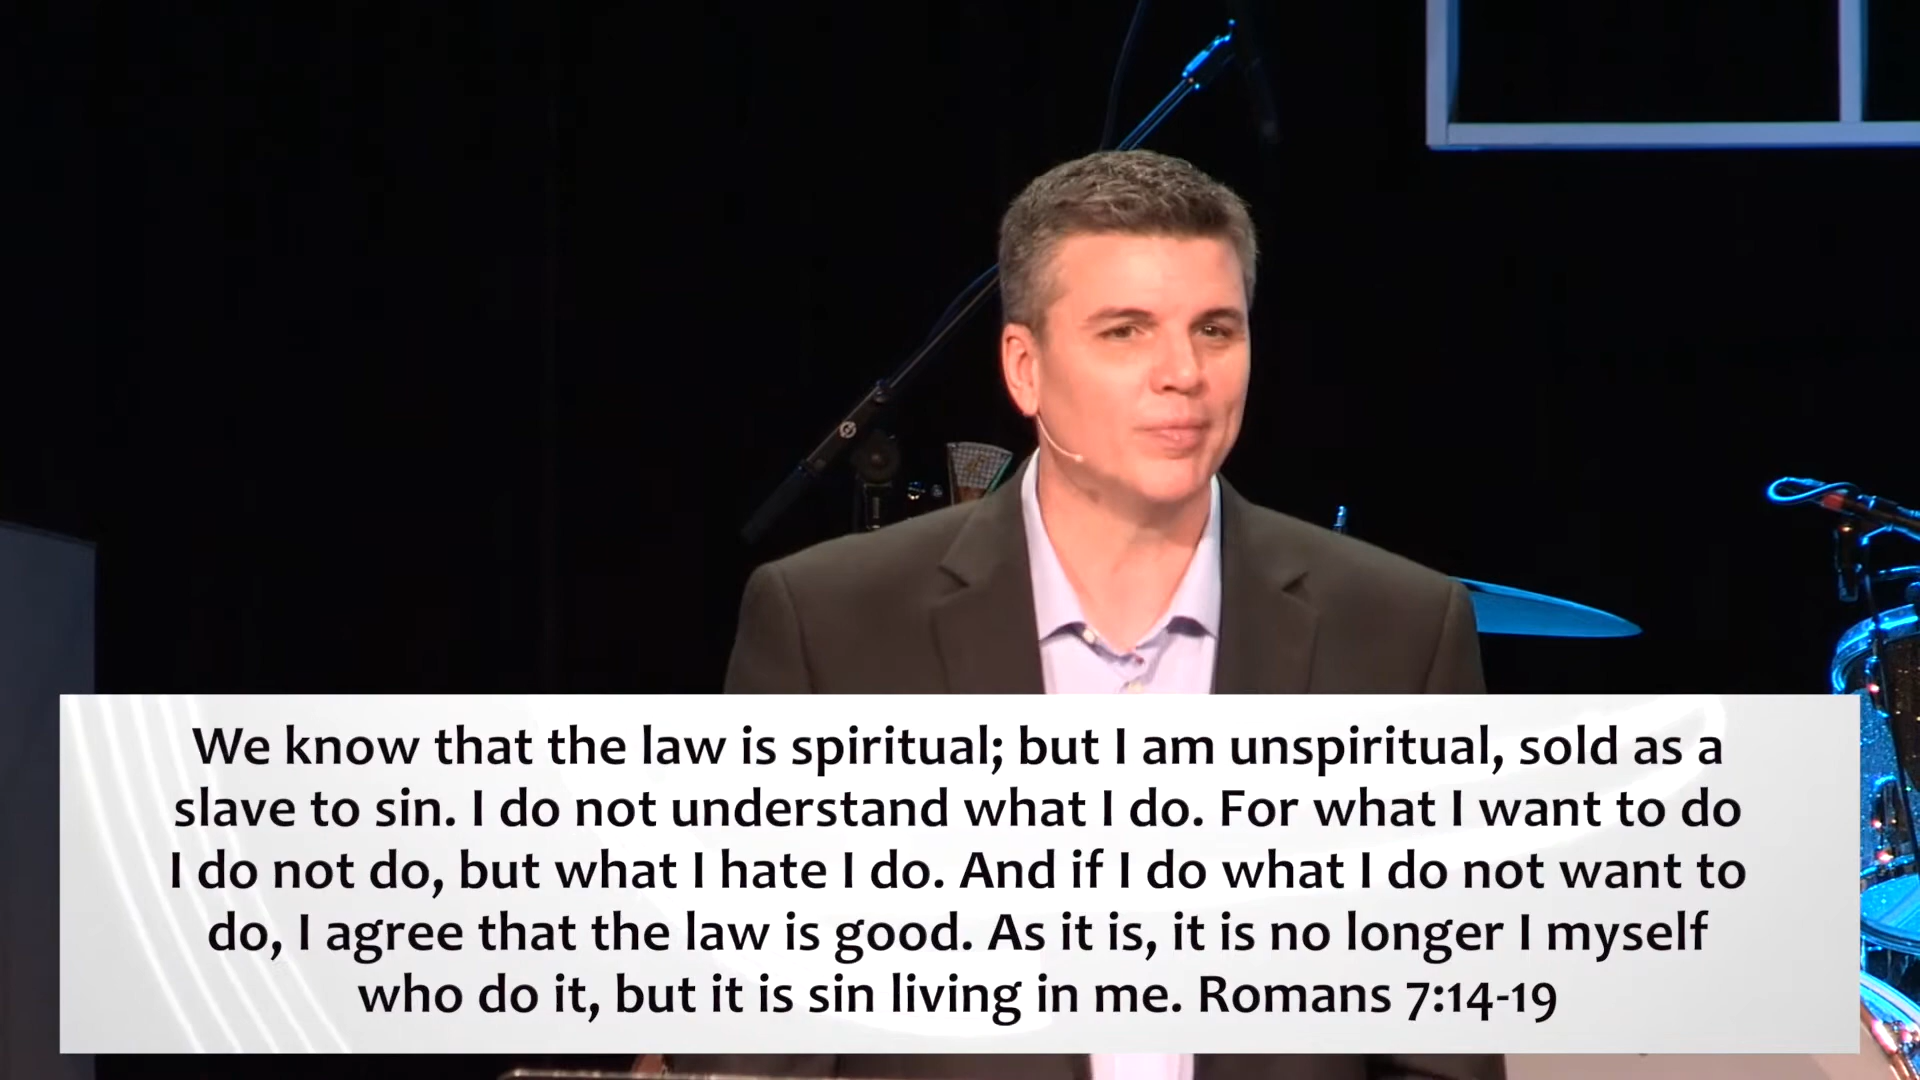 We know that the law is spiritual; but I am unspiritual, sold as a
slave to sin. I do not understand what I do. For what I want to do
I do not do, but what I hate I do. And if I do what I do not want to
do, I agree that the law is good. As it is, it is no longer I myself
who do it, but it is sin living in me. Romans 7:14-19